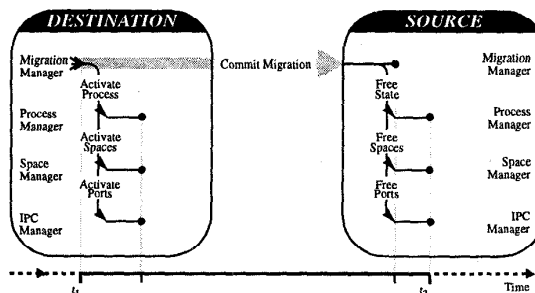 DESTINATION
SOURCE
Migration Manager
Commit Migration
Migration Manager
Activate Process
Free State
Process Manager
Process Manager
Activate Spaces
Free Spaces
Space Manager
Space Manager
Activate Ports
Free Ports
IPC Manager
IPC Manager
t₁
t₂
Time